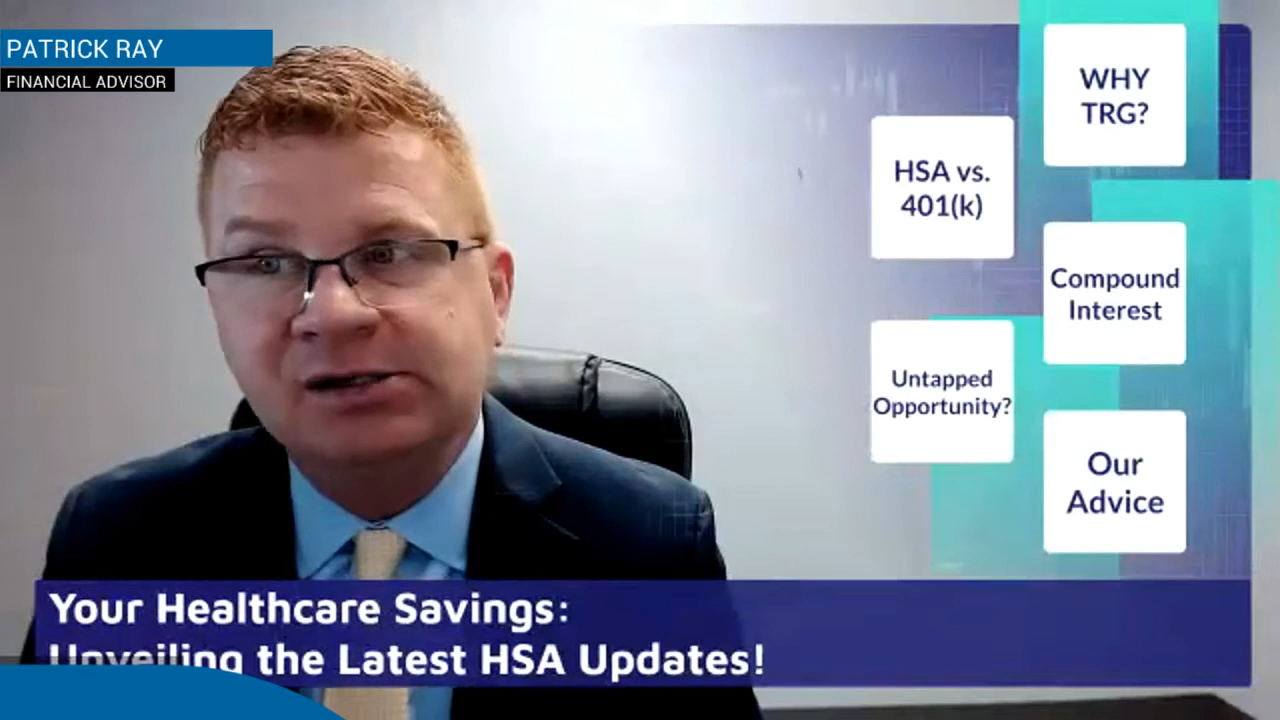 PATRICK RAY
FINANCIAL ADVISOR
WHY
TRG?
HSA vs.
401(k)
Compound
Interest
Untapped
Opportunity?
Our
Advice
Your Healthcare Savings:
Unveiling the Latest HSA Updates!